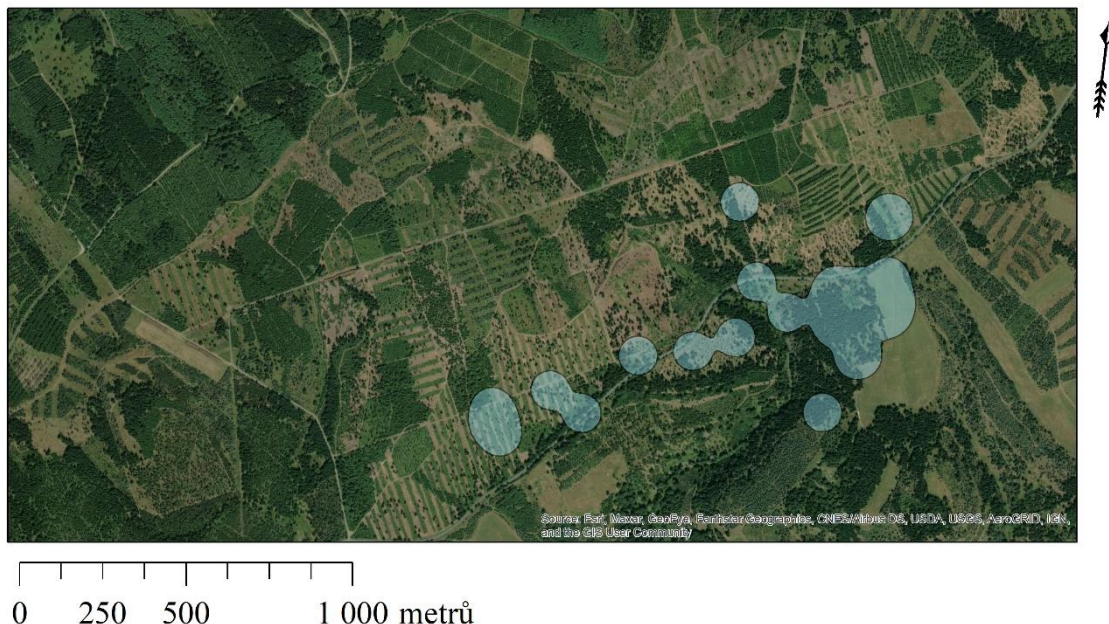 Source: Esri, Maxar, GeoEye, Earthstar Geographics, CNES/Airbus DS, USDA, USGS, AeroGRID, IGN,
and the GIS User Community
0 250 500 1 000 metrů